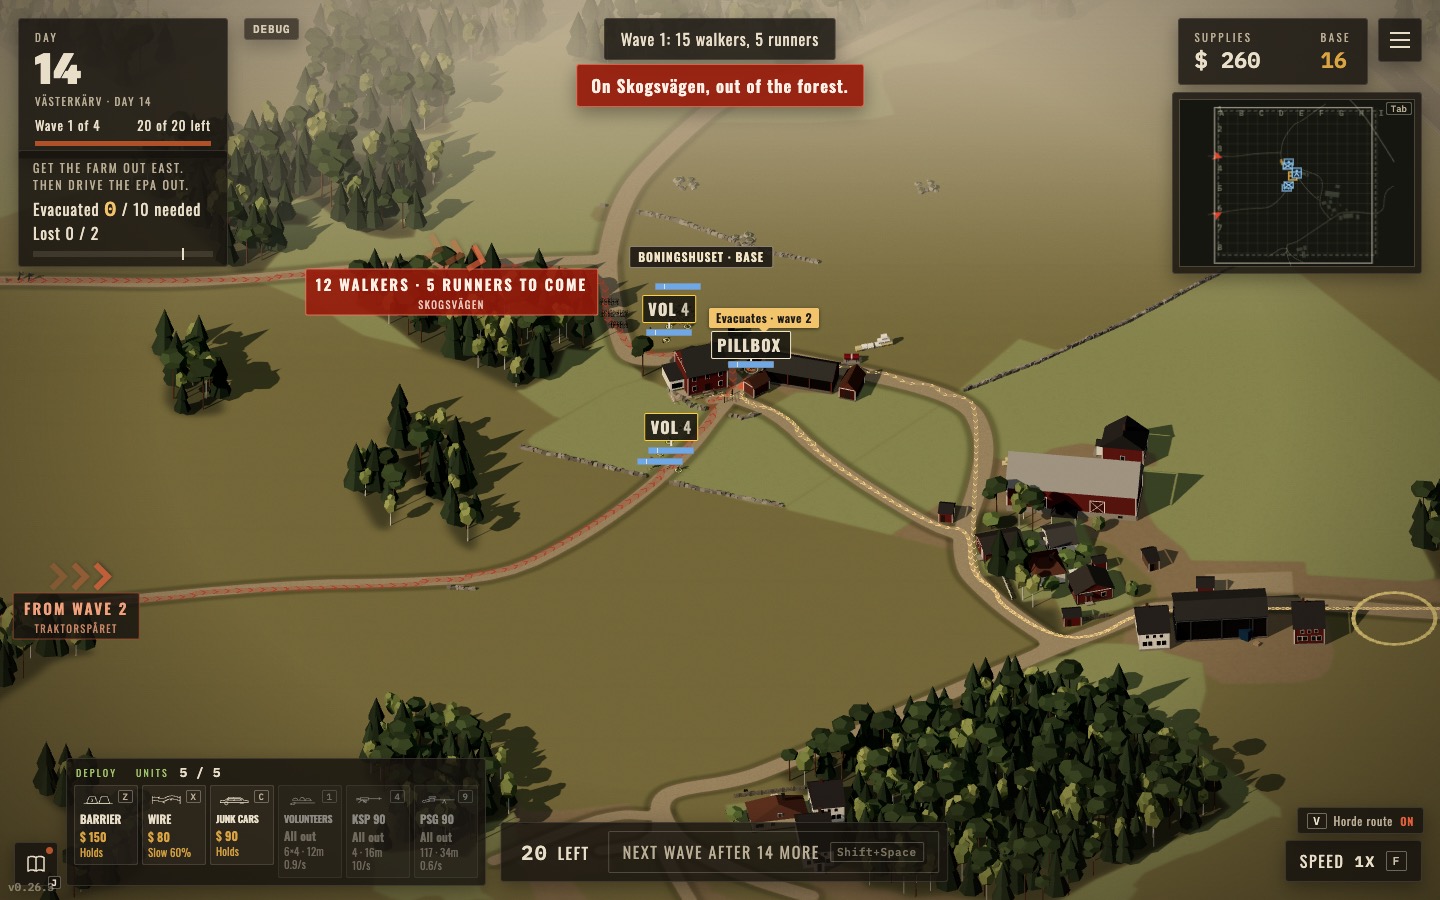 DAY
14
VÄSTERKÄRV · DAY 14
Wave 1 of 4 20 of 20 left
GET THE FARM OUT EAST.
THEN DRIVE THE EPA OUT.
Evacuated 0 / 10 needed
Lost 0 / 2
DEBUG
Wave 1: 15 walkers, 5 runners
On Skogsvägen, out of the forest.
SUPPLIES BASE
$ 260 16
Tab
BONINGSHUSET · BASE
12 WALKERS · 5 RUNNERS TO COME
SKOGSVÄGEN
VOL 4
Evacuates · wave 2
PILLBOX
VOL 4
FROM WAVE 2
TRAKTORSPÅRET
DEPLOY UNITS 5 / 5
Z
BARRIER
$ 150
Holds
X
WIRE
$ 80
Slow 60%
C
JUNK CARS
$ 90
Holds
1
VOLUNTEERS
All out
6·4 · 12m
0.9/s
4
KSP 90
All out
4 · 16m
10/s
9
PSG 90
All out
117 · 34m
0.6/s
J
v0.26.8
20 LEFT NEXT WAVE AFTER 14 MORE Shift+Space
V Horde route ON
SPEED 1X F